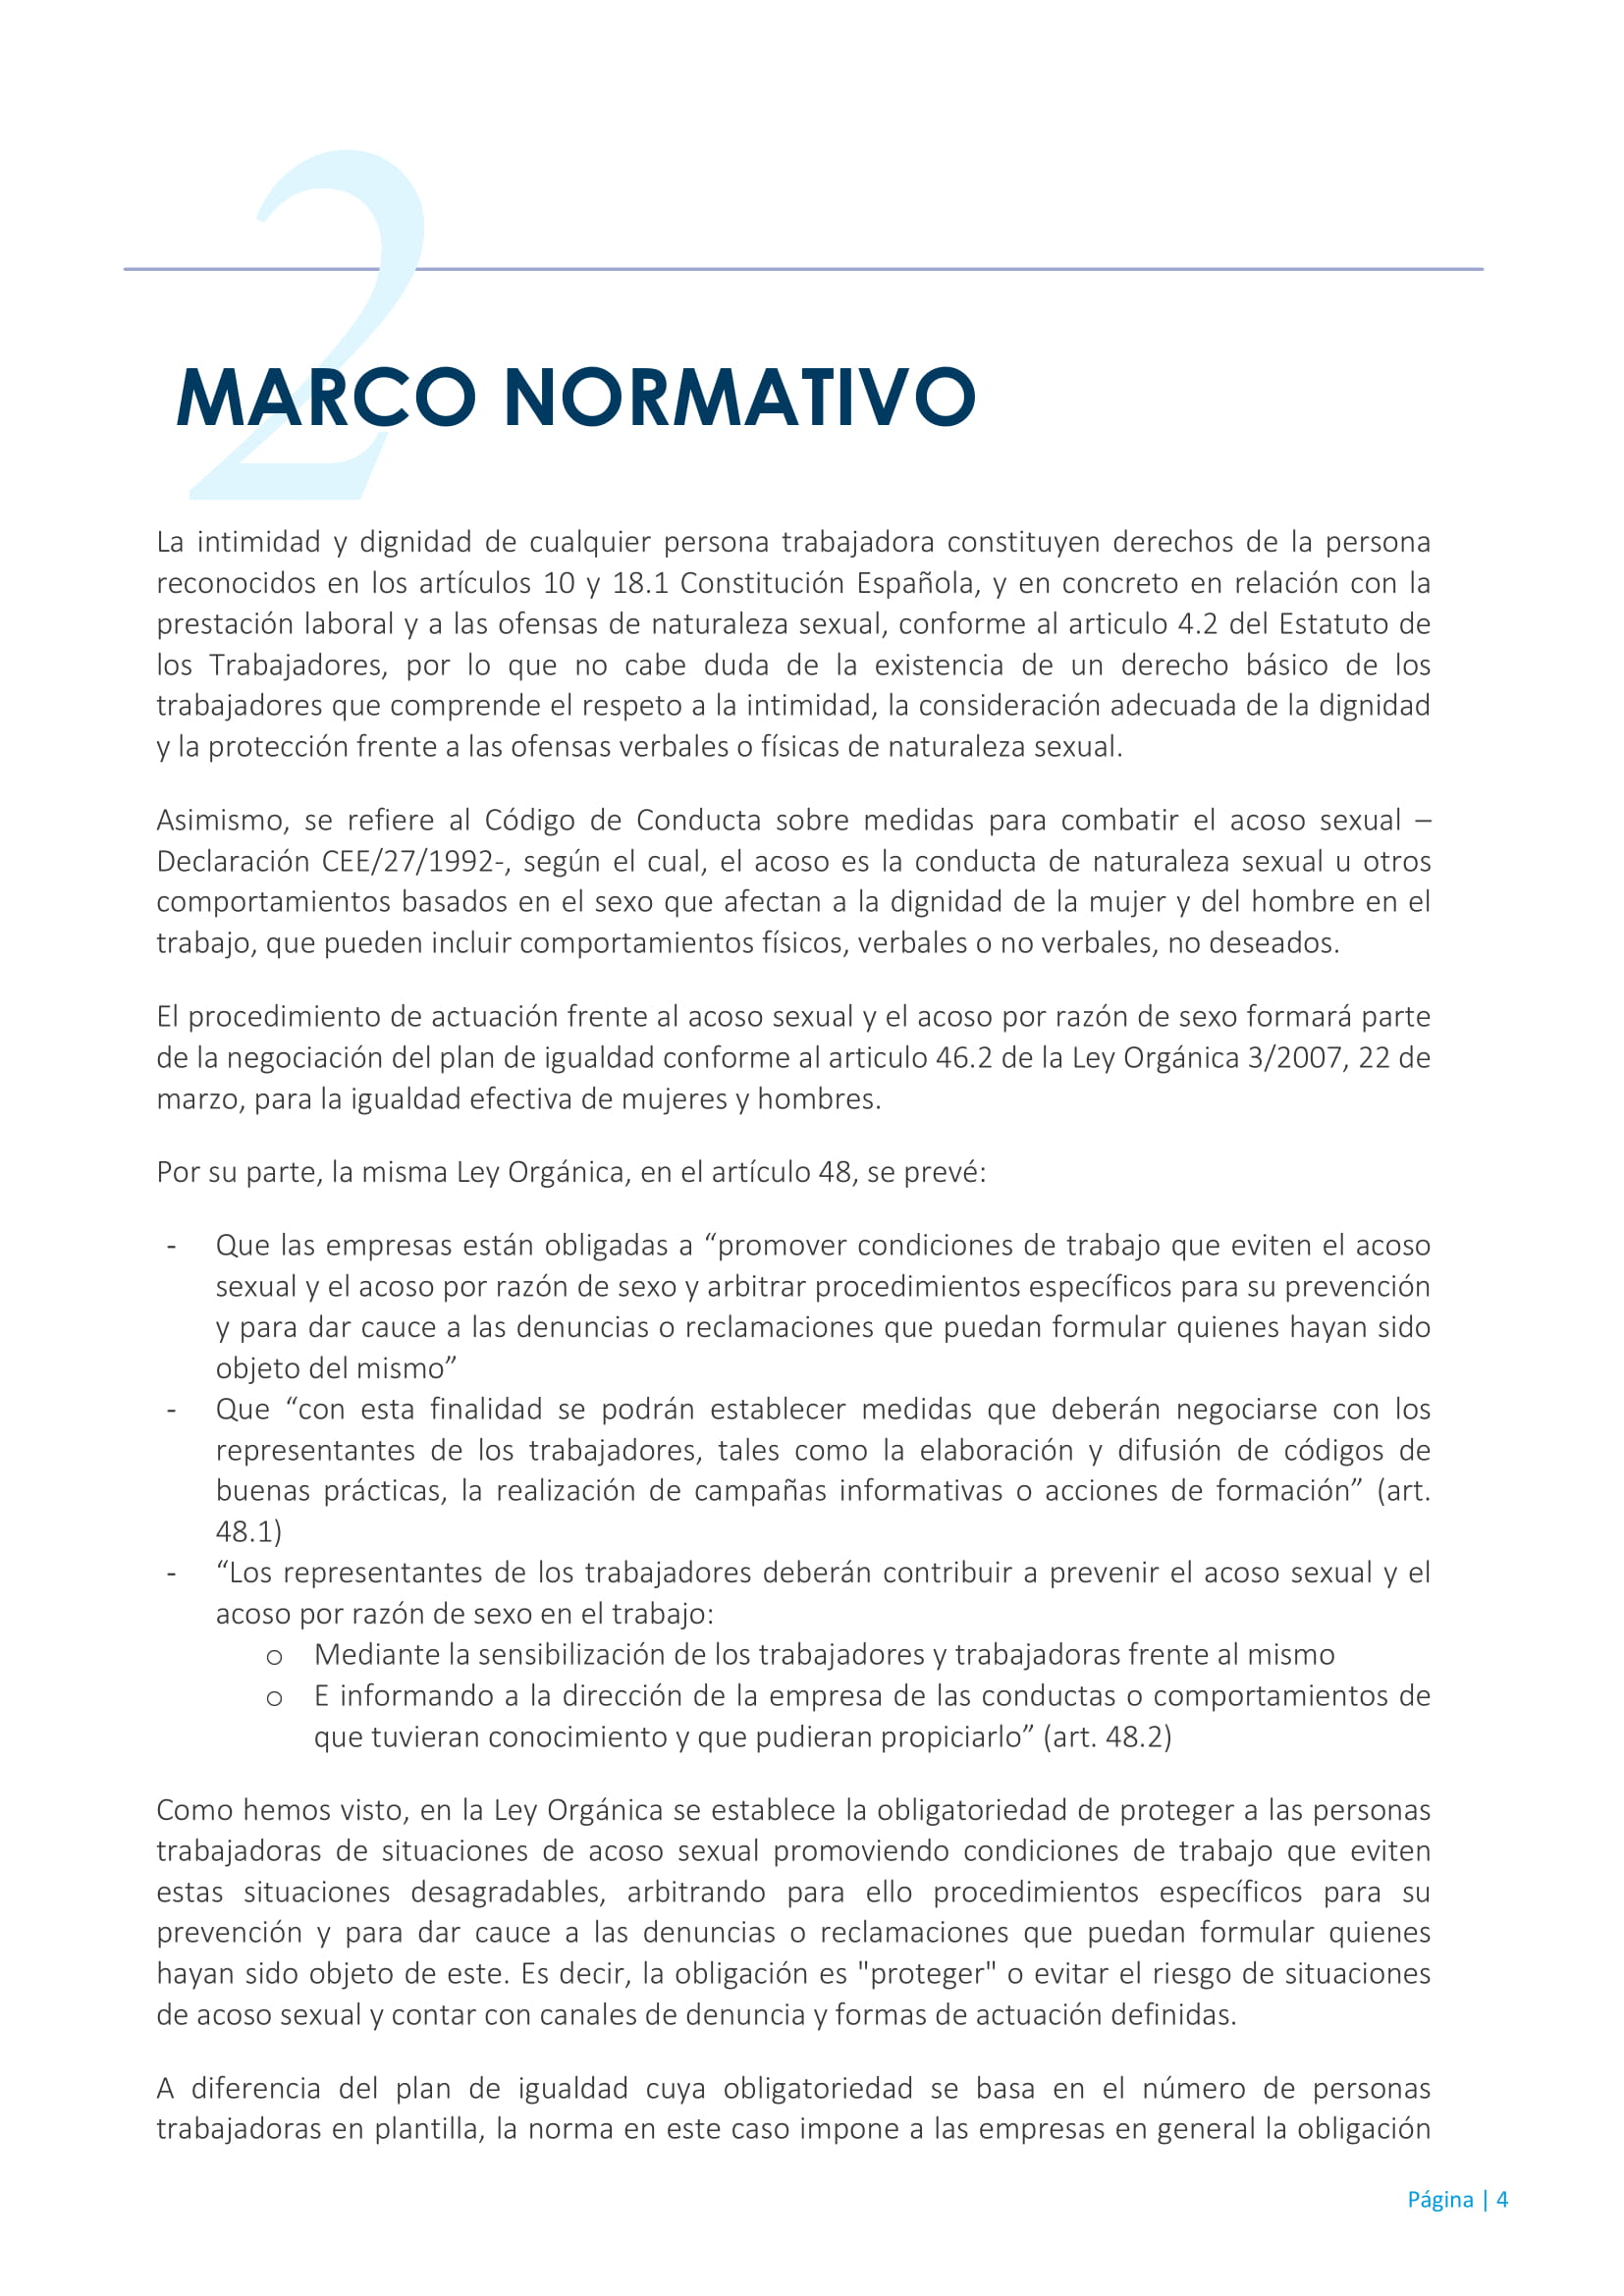 2
MARCO NORMATIVO
La intimidad y dignidad de cualquier persona trabajadora constituyen derechos de la persona
reconocidos en los artículos 10 y 18.1 Constitución Española, y en concreto en relación con la
prestación laboral y a las ofensas de naturaleza sexual, conforme al articulo 4.2 del Estatuto de
los Trabajadores, por lo que no cabe duda de la existencia de un derecho básico de los
trabajadores que comprende el respeto a la intimidad, la consideración adecuada de la dignidad
y la protección frente a las ofensas verbales o físicas de naturaleza sexual.
Asimismo, se refiere al Código de Conducta sobre medidas para combatir el acoso sexual –
Declaración CEE/27/1992-, según el cual, el acoso es la conducta de naturaleza sexual u otros
comportamientos basados en el sexo que afectan a la dignidad de la mujer y del hombre en el
trabajo, que pueden incluir comportamientos físicos, verbales o no verbales, no deseados.
El procedimiento de actuación frente al acoso sexual y el acoso por razón de sexo formará parte
de la negociación del plan de igualdad conforme al articulo 46.2 de la Ley Orgánica 3/2007, 22 de
marzo, para la igualdad efectiva de mujeres y hombres.
Por su parte, la misma Ley Orgánica, en el artículo 48, se prevé:
- Que las empresas están obligadas a “promover condiciones de trabajo que eviten el acoso
sexual y el acoso por razón de sexo y arbitrar procedimientos específicos para su prevención
y para dar cauce a las denuncias o reclamaciones que puedan formular quienes hayan sido
objeto del mismo”
- Que “con esta finalidad se podrán establecer medidas que deberán negociarse con los
representantes de los trabajadores, tales como la elaboración y difusión de códigos de
buenas prácticas, la realización de campañas informativas o acciones de formación” (art.
48.1)
- “Los representantes de los trabajadores deberán contribuir a prevenir el acoso sexual y el
acoso por razón de sexo en el trabajo:
o Mediante la sensibilización de los trabajadores y trabajadoras frente al mismo
o E informando a la dirección de la empresa de las conductas o comportamientos de
que tuvieran conocimiento y que pudieran propiciarlo” (art. 48.2)
Como hemos visto, en la Ley Orgánica se establece la obligatoriedad de proteger a las personas
trabajadoras de situaciones de acoso sexual promoviendo condiciones de trabajo que eviten
estas situaciones desagradables, arbitrando para ello procedimientos específicos para su
prevención y para dar cauce a las denuncias o reclamaciones que puedan formular quienes
hayan sido objeto de este. Es decir, la obligación es "proteger" o evitar el riesgo de situaciones
de acoso sexual y contar con canales de denuncia y formas de actuación definidas.
A diferencia del plan de igualdad cuya obligatoriedad se basa en el número de personas
trabajadoras en plantilla, la norma en este caso impone a las empresas en general la obligación
Página | 4